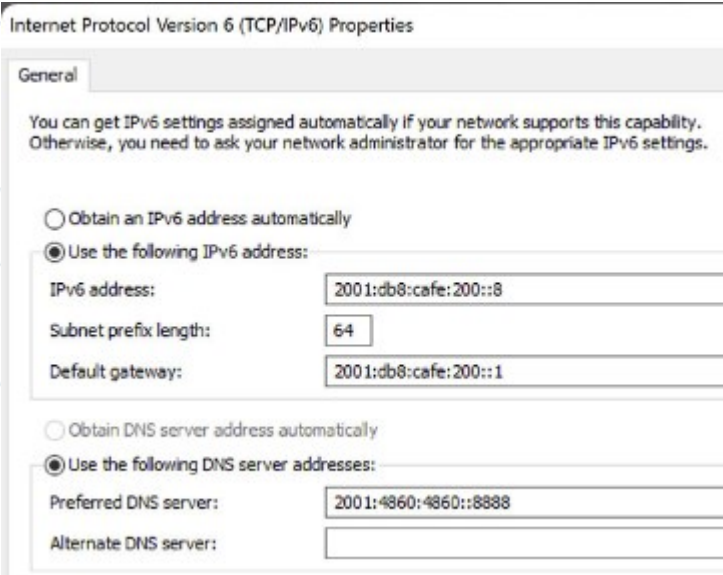 Internet Protocol Version 6 (TCP/IPv6) Properties
General
You can get IPv6 settings assigned automatically if your network supports this capability.
Otherwise, you need to ask your network administrator for the appropriate IPv6 settings.
Obtain an IPv6 address automatically
Use the following IPv6 address:
IPv6 address: 2001:db8:cafe:200::8
Subnet prefix length: 64
Default gateway: 2001:db8:cafe:200::1
Obtain DNS server address automatically
Use the following DNS server addresses:
Preferred DNS server: 2001:4860:4860::8888
Alternate DNS server: